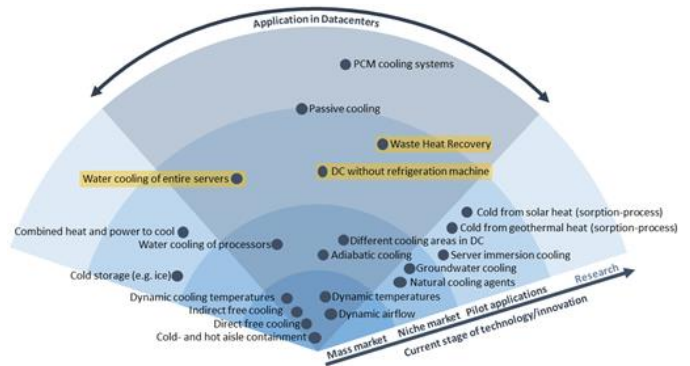 Application in Datacenters
PCM cooling systems
Passive cooling
Waste Heat Recovery
DC without refrigeration machine
Water cooling of entire servers
Cold from solar heat (sorption-process)
Combined heat and power to cool
Cold from geothermal heat (sorption-process)
Water cooling of processors
Different cooling areas in DC
Adiabatic cooling
Server immersion cooling
Groundwater cooling
Cold storage (e.g. ice)
Natural cooling agents
Dynamic cooling temperatures
Dynamic temperatures
Indirect free cooling
Dynamic airflow
Direct free cooling
Cold- and hot aisle containment
Mass market
Niche market
Pilot applications
Research
Current stage of technology/innovation